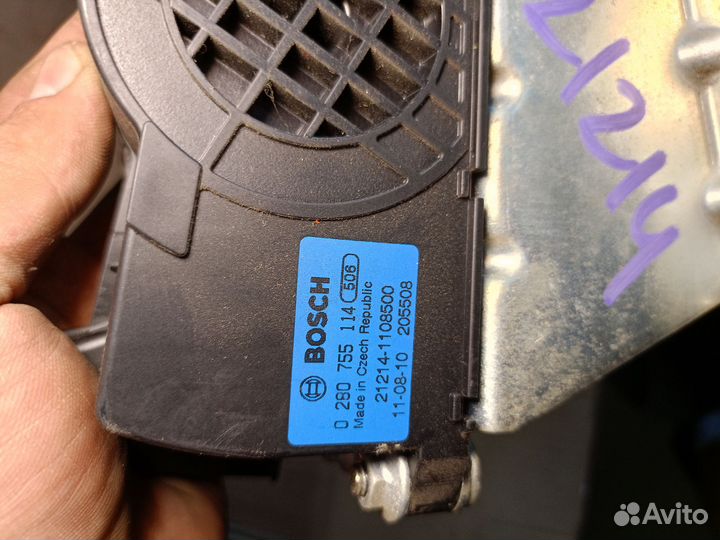 BOSCH
0 280 755 114 506
Made in Czech Republic
21214-1108500
11-08-10 205508
21214
Avito